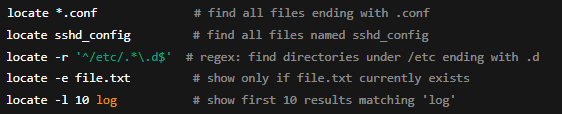 locate *.conf # find all files ending with .conf
locate sshd_config # find all files named sshd_config
locate -r '^/etc/.*\.d$' # regex: find directories under /etc ending with .d
locate -e file.txt # show only if file.txt currently exists
locate -l 10 log # show first 10 results matching 'log'